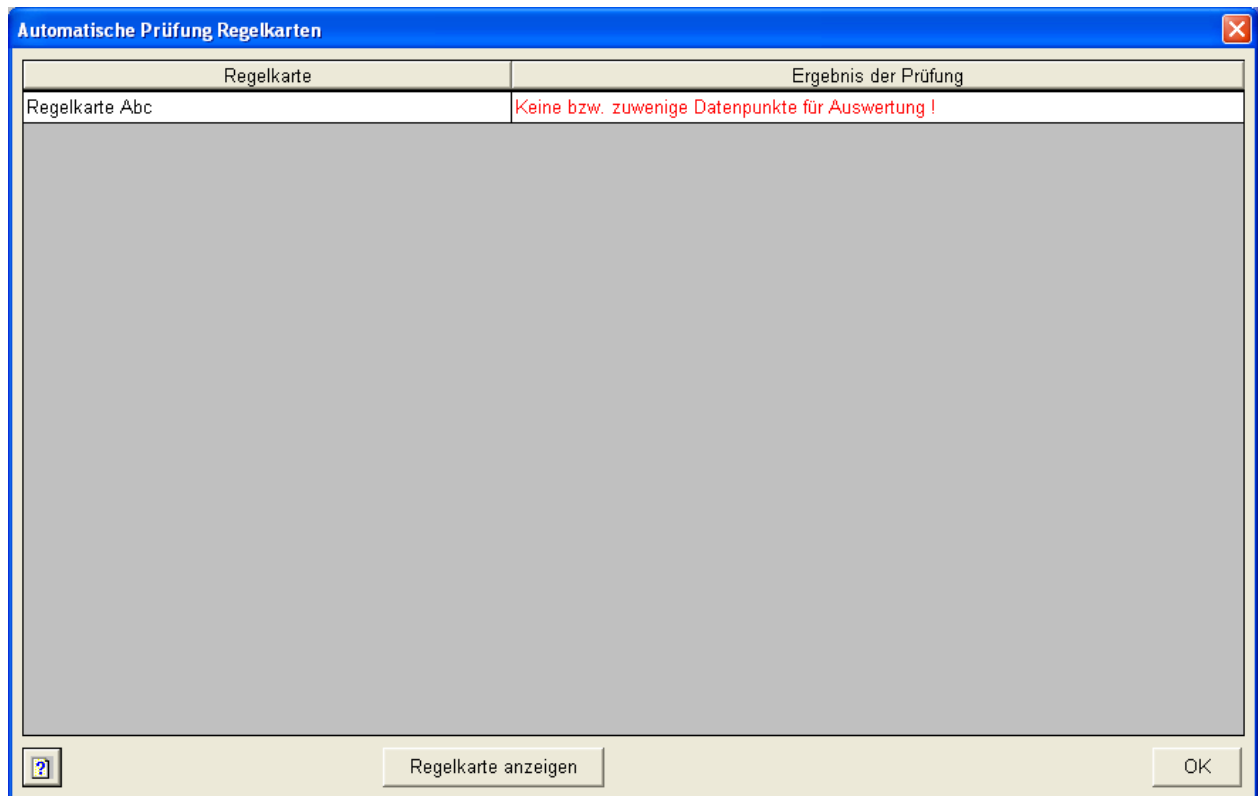 Automatische Prüfung Regelkarten
Regelkarte Ergebnis der Prüfung
Regelkarte Abc Keine bzw. zuwenige Datenpunkte für Auswertung !
? Regelkarte anzeigen OK